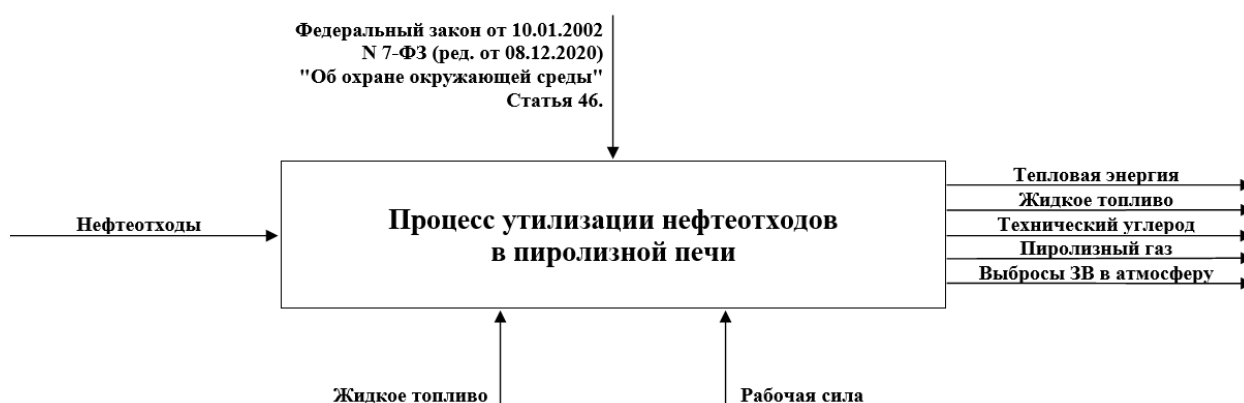 Федеральный закон от 10.01.2002
N 7-ФЗ (ред. от 08.12.2020)
"Об охране окружающей среды"
Статья 46.
Нефтеотходы
Процесс утилизации нефтеотходов
в пиролизной печи
Тепловая энергия
Жидкое топливо
Технический углерод
Пиролизный газ
Выбросы ЗВ в атмосферу
Жидкое топливо
Рабочая сила